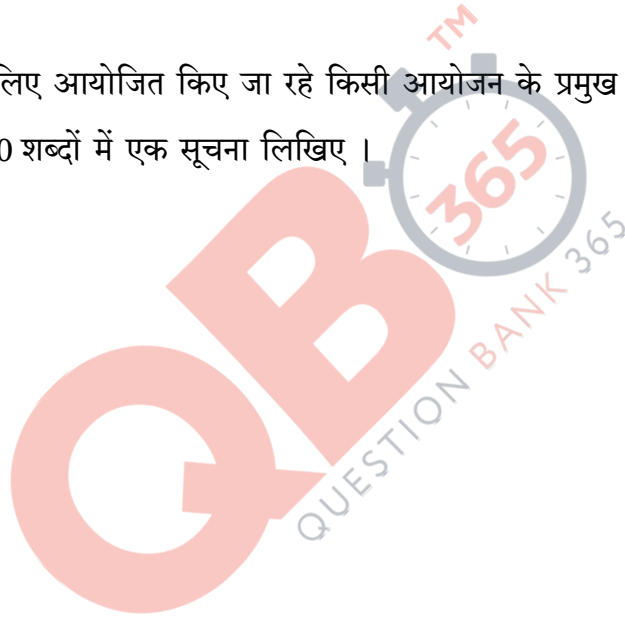 लिए आयोजित किए जा रहे किसी आयोजन के प्रमुख
0 शब्दों में एक सूचना लिखिए ।
TM
365
QB
QUESTION BANK 365